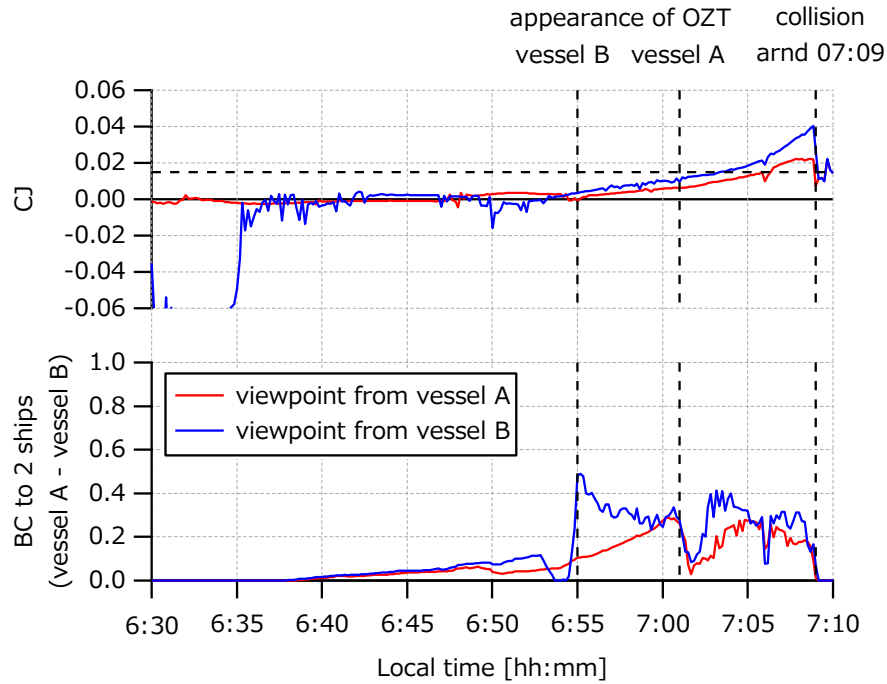 appearance of OZT collision
vessel B vessel A arnd 07:09
0.06
0.04
0.02
0.00
-0.02
-0.04
-0.06
CJ
1.0
0.8
0.6
0.4
0.2
0.0
BC to 2 ships
(vessel A - vessel B)
viewpoint from vessel A
viewpoint from vessel B
6:30 6:35 6:40 6:45 6:50 6:55 7:00 7:05 7:10
Local time [hh:mm]